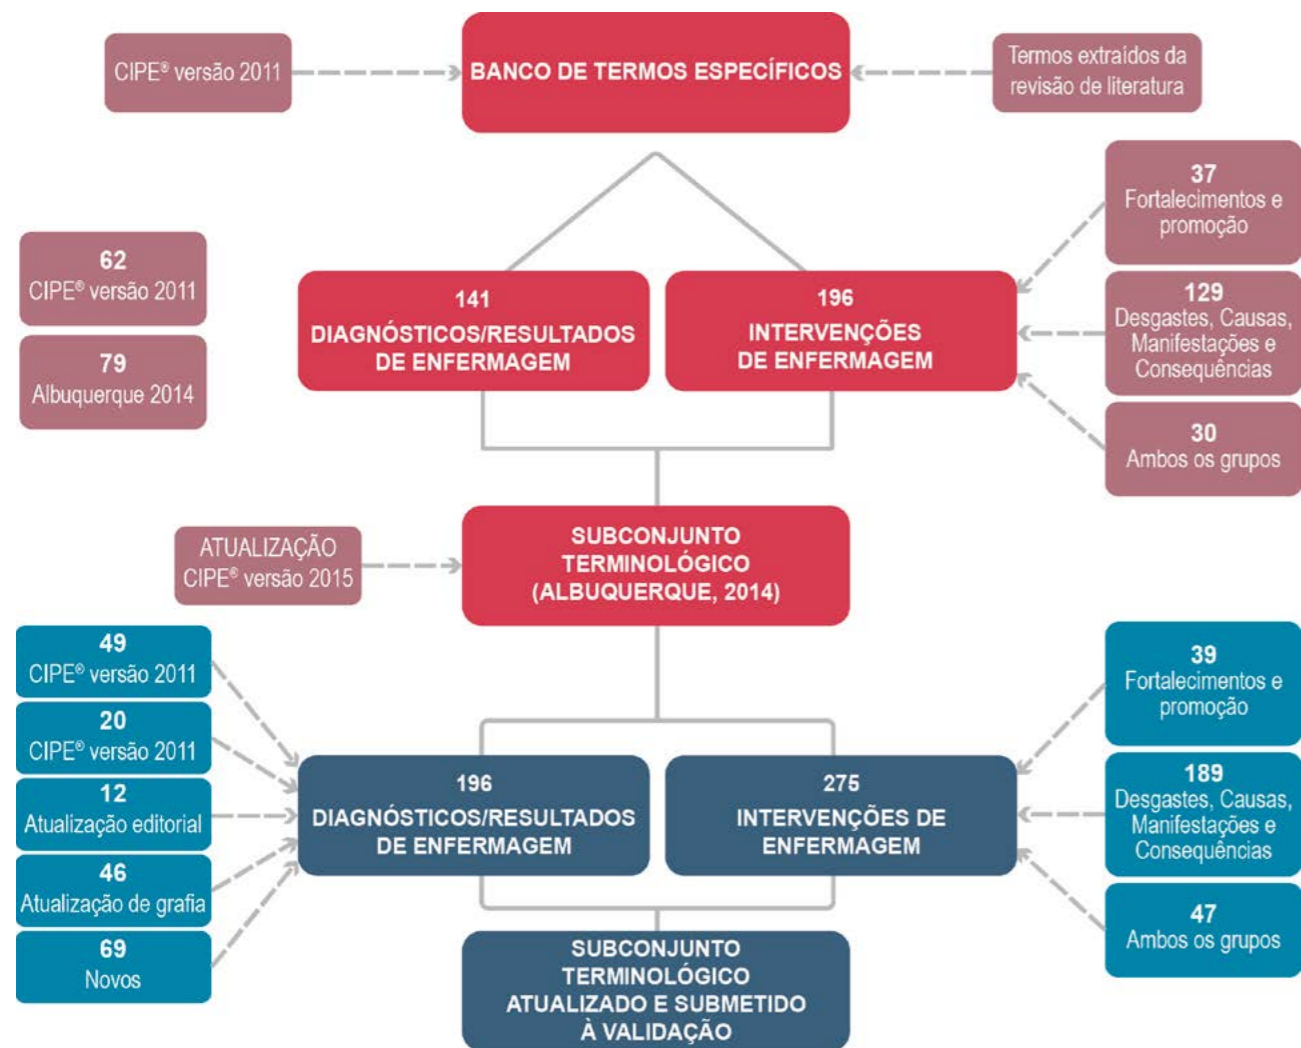 CIPE® versão 2011
BANCO DE TERMOS ESPECÍFICOS
Termos extraídos da
revisão de literatura
37
Fortalecimentos e
promoção
62
CIPE® versão 2011
79
Albuquerque 2014
141
DIAGNÓSTICOS/RESULTADOS
DE ENFERMAGEM
196
INTERVENÇÕES
DE ENFERMAGEM
129
Desgastes, Causas,
Manifestações e
Consequências
30
Ambos os grupos
ATUALIZAÇÃO
CIPE® versão 2015
SUBCONJUNTO
TERMINOLÓGICO
(ALBUQUERQUE, 2014)
49
CIPE® versão 2011
20
CIPE® versão 2011
12
Atualização editorial
46
Atualização de grafia
69
Novos
196
DIAGNÓSTICOS/RESULTADOS
DE ENFERMAGEM
275
INTERVENÇÕES DE
ENFERMAGEM
39
Fortalecimentos e
promoção
189
Desgastes, Causas,
Manifestações e
Consequências
47
Ambos os grupos
SUBCONJUNTO
TERMINOLÓGICO
ATUALIZADO E SUBMETIDO
À VALIDAÇÃO